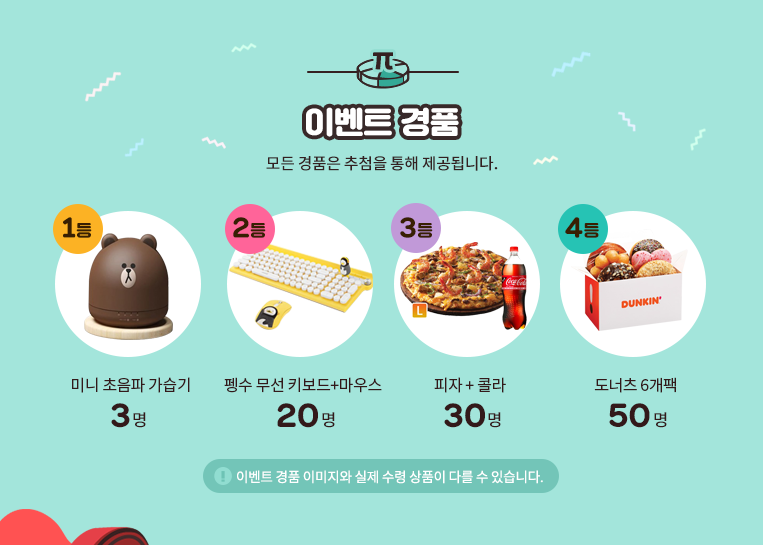 π
이벤트 경품
모든 경품은 추첨을 통해 제공됩니다.
1등
2등
3등
4등
Coca-Cola
L
DUNKIN'
미니 초음파 가습기
3명
펭수 무선 키보드+마우스
20명
피자 + 콜라
30명
도너츠 6개팩
50명
! 이벤트 경품 이미지와 실제 수령 상품이 다를 수 있습니다.